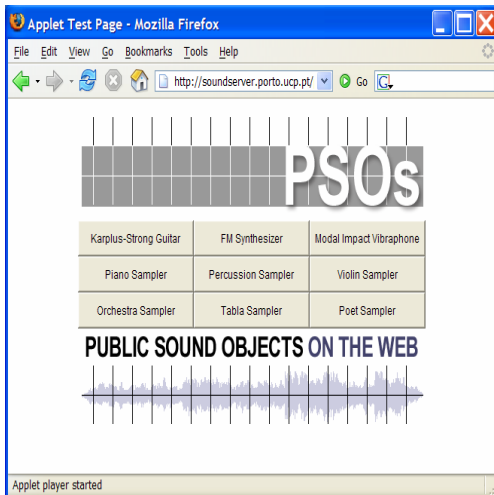 Applet Test Page - Mozilla Firefox
File Edit View Go Bookmarks Tools Help
http://soundserver.porto.ucp.pt/ Go G
PSOs
Karplus-Strong Guitar FM Synthesizer Modal Impact Vibraphone
Piano Sampler Percussion Sampler Violin Sampler
Orchestra Sampler Tabla Sampler Poet Sampler
PUBLIC SOUND OBJECTS ON THE WEB
Applet player started